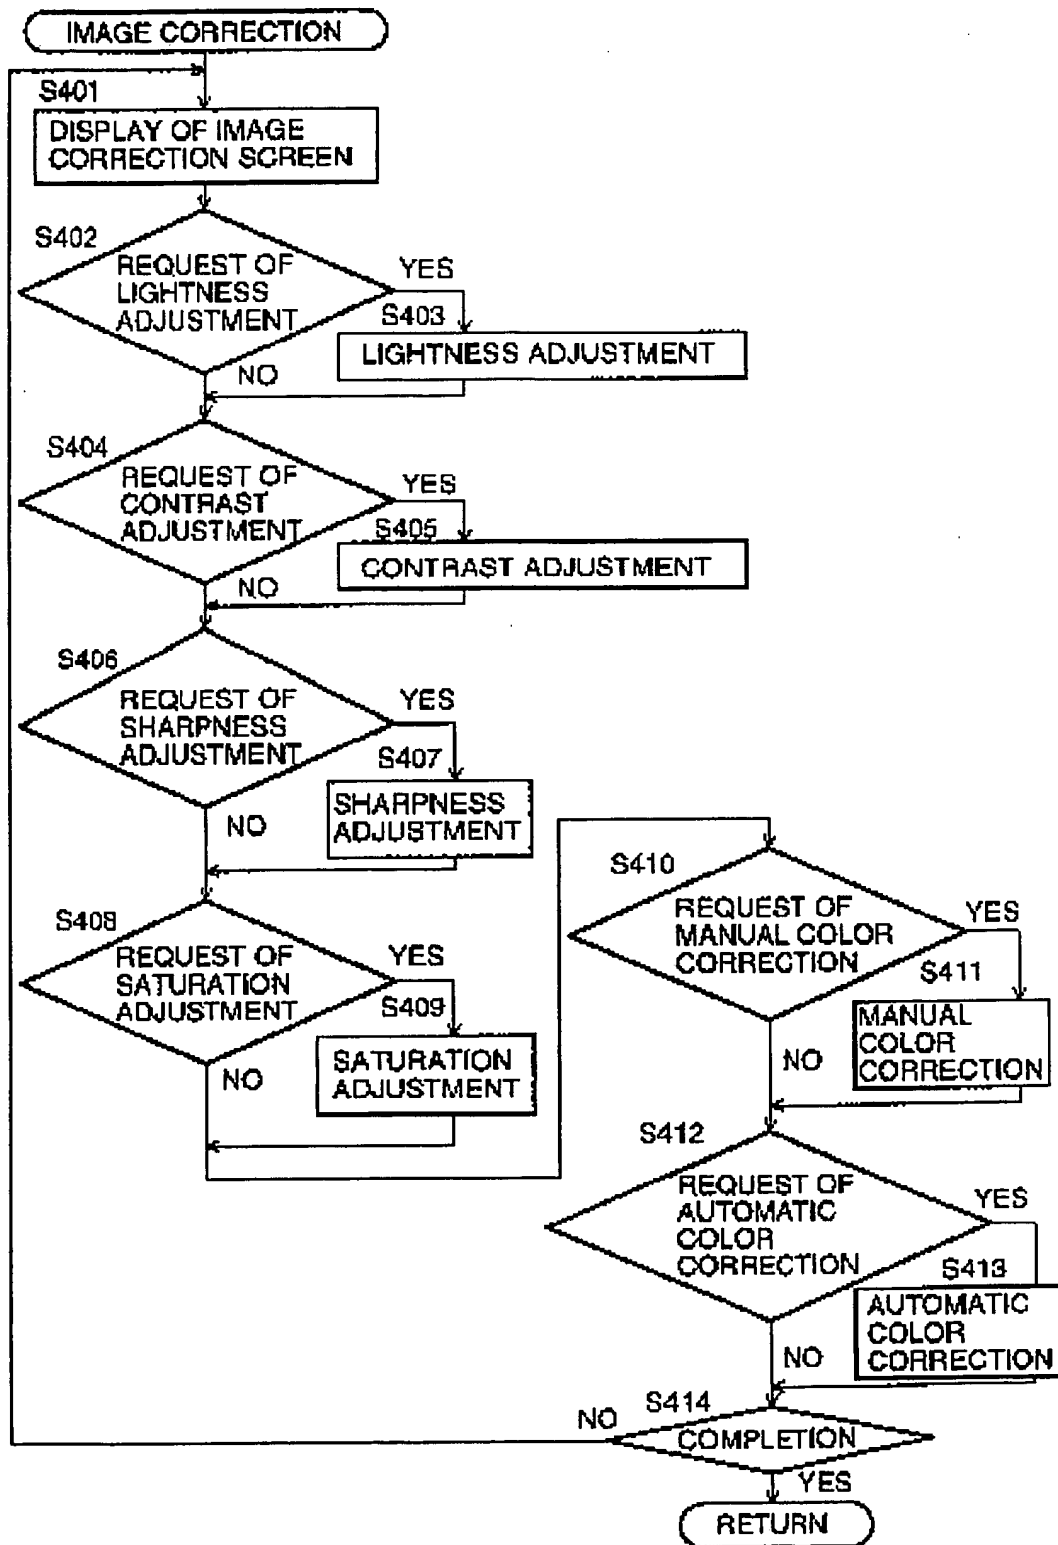 IMAGE CORRECTION
S401
DISPLAY OF IMAGE
CORRECTION SCREEN
S402
REQUEST OF
LIGHTNESS
ADJUSTMENT
YES
S403
LIGHTNESS ADJUSTMENT
NO
S404
REQUEST OF
CONTRAST
ADJUSTMENT
YES
S405
CONTRAST ADJUSTMENT
NO
S406
REQUEST OF
SHARPNESS
ADJUSTMENT
YES
S407
SHARPNESS
ADJUSTMENT
NO
S408
REQUEST OF
SATURATION
ADJUSTMENT
YES
S409
SATURATION
ADJUSTMENT
NO
S410
REQUEST OF
MANUAL COLOR
CORRECTION
YES
S411
MANUAL
COLOR
CORRECTION
NO
S412
REQUEST OF
AUTOMATIC
COLOR
CORRECTION
YES
S413
AUTOMATIC
COLOR
CORRECTION
NO
S414
COMPLETION
NO
YES
RETURN